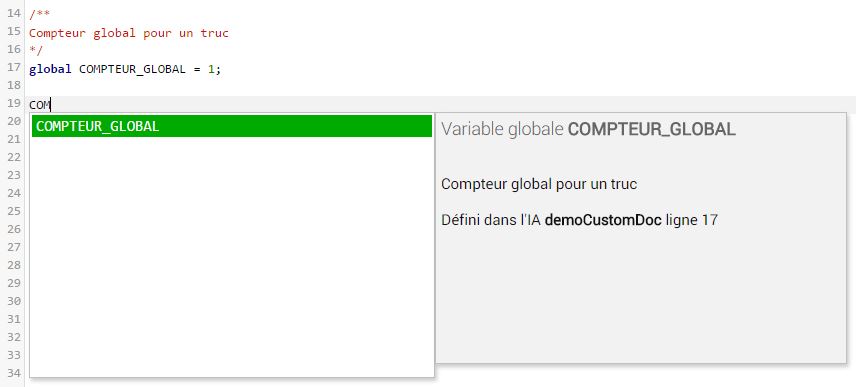 14 /**
15 Compteur global pour un truc
16 */
17 global COMPTEUR_GLOBAL = 1;
18
19 COM
20
21
22
23
24
25
26
27
28
29
30
31
32
33
34
COMPTEUR_GLOBAL
Variable globale COMPTEUR_GLOBAL
Compteur global pour un truc
Défini dans l'IA demoCustomDoc ligne 17